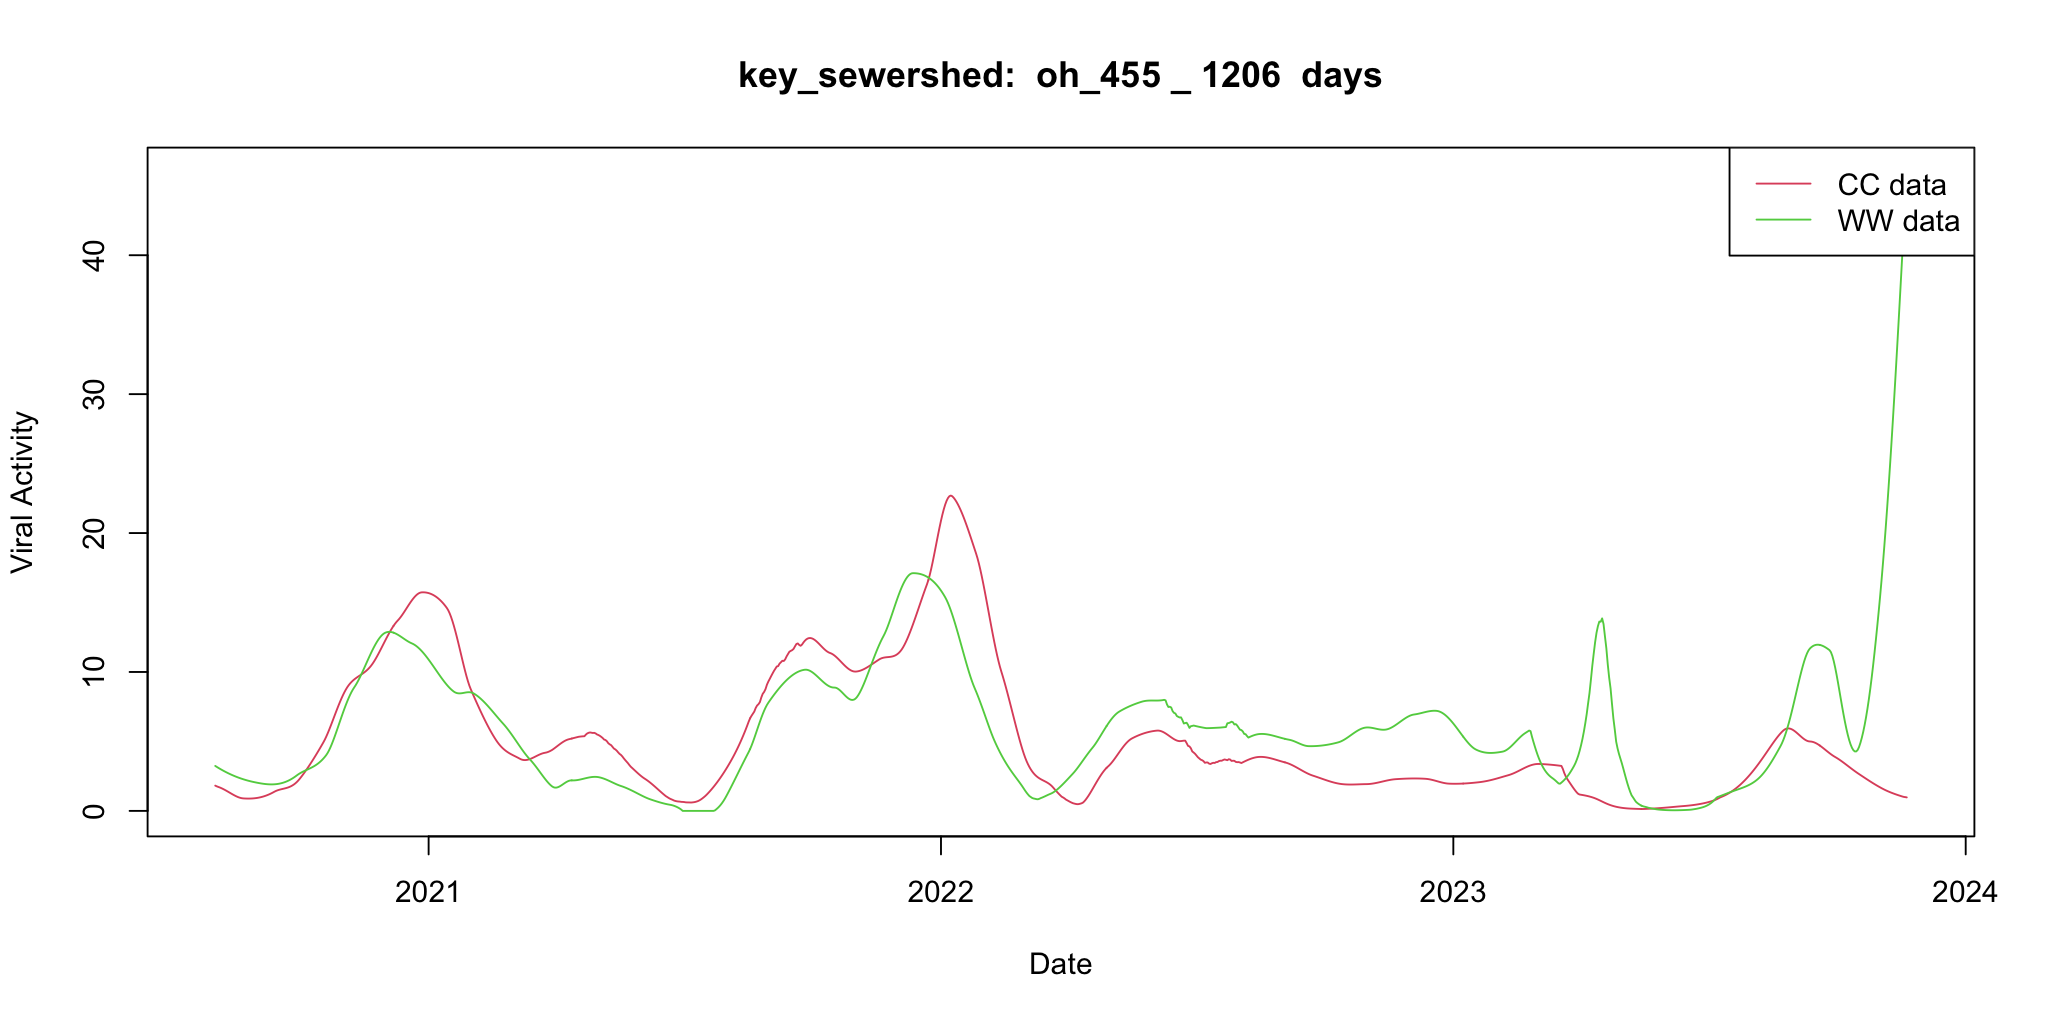 key_sewershed:  oh_455 _ 1206  days
CC data
WW data
Viral Activity
40
30
20
10
0
2021
2022
2023
2024
Date